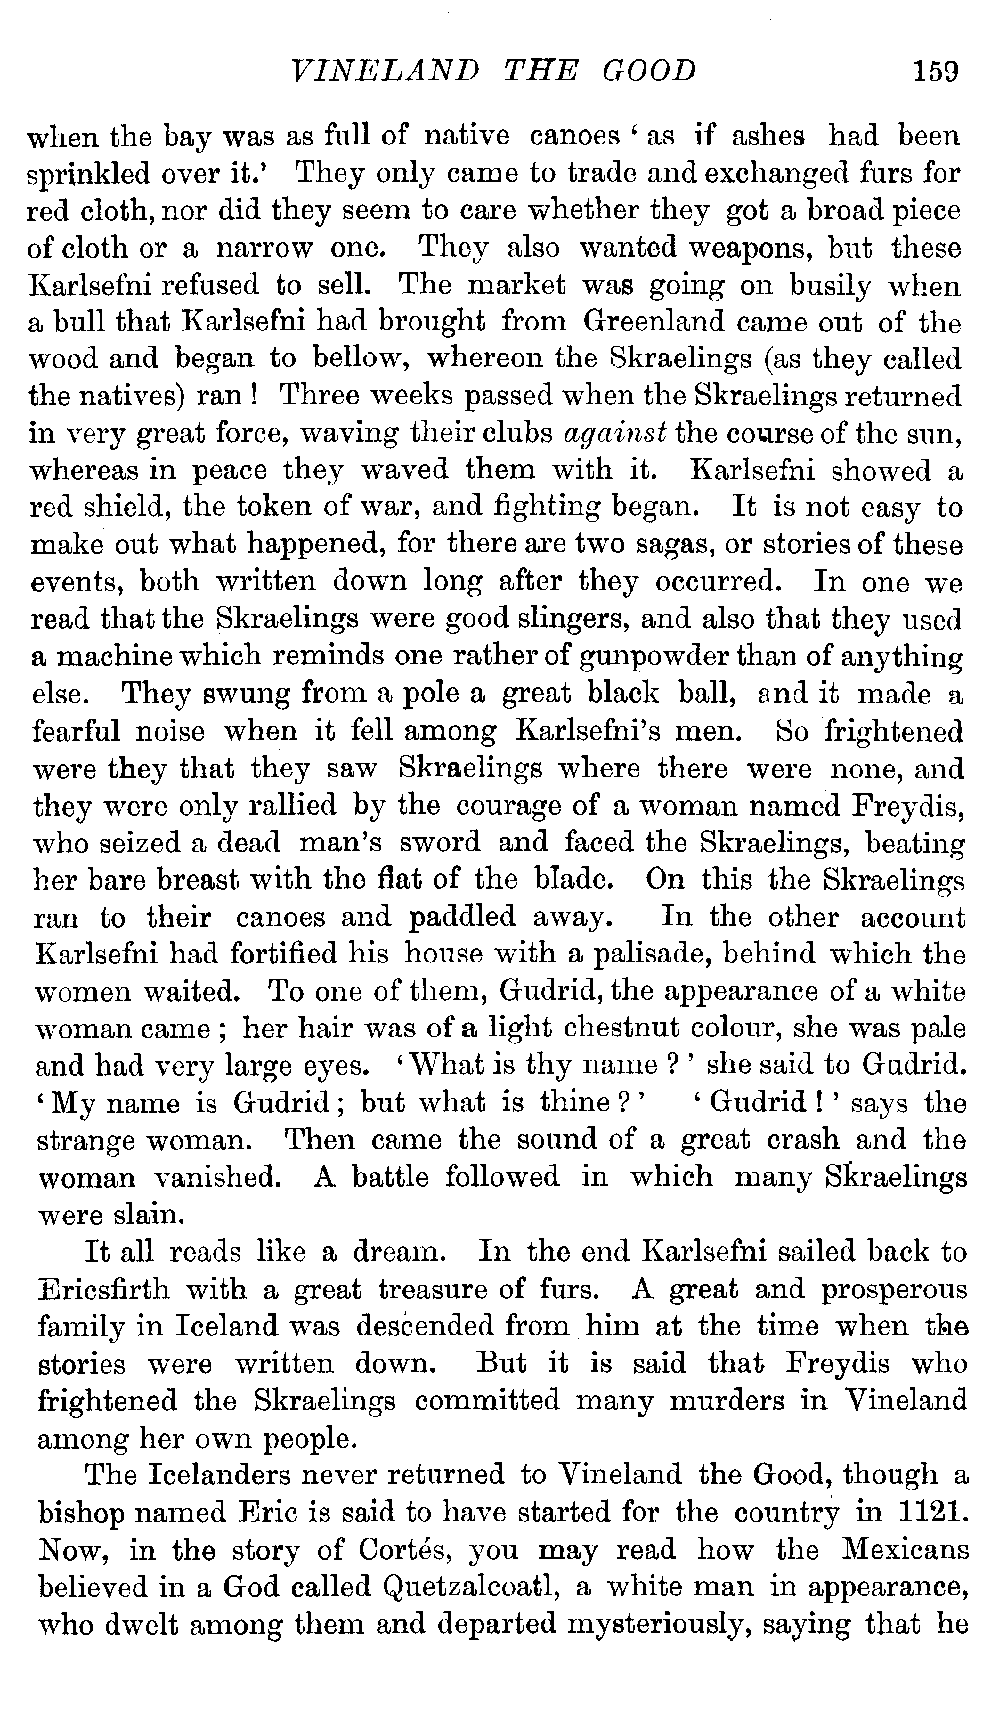 VINELAND THE GOOD 159
when the bay was as full of native canoes ‘ as if ashes had been
sprinkled over it.’ They only came to trade and exchanged furs for
red cloth, nor did they seem to care whether they got a broad piece
of cloth or a narrow one. They also wanted weapons, but these
Karlsefni refused to sell. The market was going on busily when
a bull that Karlsefni had brought from Greenland came out of the
wood and began to bellow, whereon the Skraelings (as they called
the natives) ran ! Three weeks passed when the Skraelings returned
in very great force, waving their clubs against the course of the sun,
whereas in peace they waved them with it. Karlsefni showed a
red shield, the token of war, and fighting began. It is not easy to
make out what happened, for there are two sagas, or stories of these
events, both written down long after they occurred. In one we
read that the Skraelings were good slingers, and also that they used
a machine which reminds one rather of gunpowder than of anything
else. They swung from a pole a great black ball, and it made a
fearful noise when it fell among Karlsefni’s men. So frightened
were they that they saw Skraelings where there were none, and
they were only rallied by the courage of a woman named Freydis,
who seized a dead man’s sword and faced the Skraelings, beating
her bare breast with the flat of the blade. On this the Skraelings
ran to their canoes and paddled away. In the other account
Karlsefni had fortified his house with a palisade, behind which the
women waited. To one of them, Gudrid, the appearance of a white
woman came ; her hair was of a light chestnut colour, she was pale
and had very large eyes. ‘ What is thy name ? ’ she said to Gudrid.
‘ My name is Gudrid ; but what is thine ? ’ ‘ Gudrid ! ’ says the
strange woman. Then came the sound of a great crash and the
woman vanished. A battle followed in which many Skraelings
were slain.
It all reads like a dream. In the end Karlsefni sailed back to
Ericsfirth with a great treasure of furs. A great and prosperous
family in Iceland was descended from him at the time when the
stories were written down. But it is said that Freydis who
frightened the Skraelings committed many murders in Vineland
among her own people.
The Icelanders never returned to Vineland the Good, though a
bishop named Eric is said to have started for the country in 1121.
Now, in the story of Cortés, you may read how the Mexicans
believed in a God called Quetzalcoatl, a white man in appearance,
who dwelt among them and departed mysteriously, saying that he